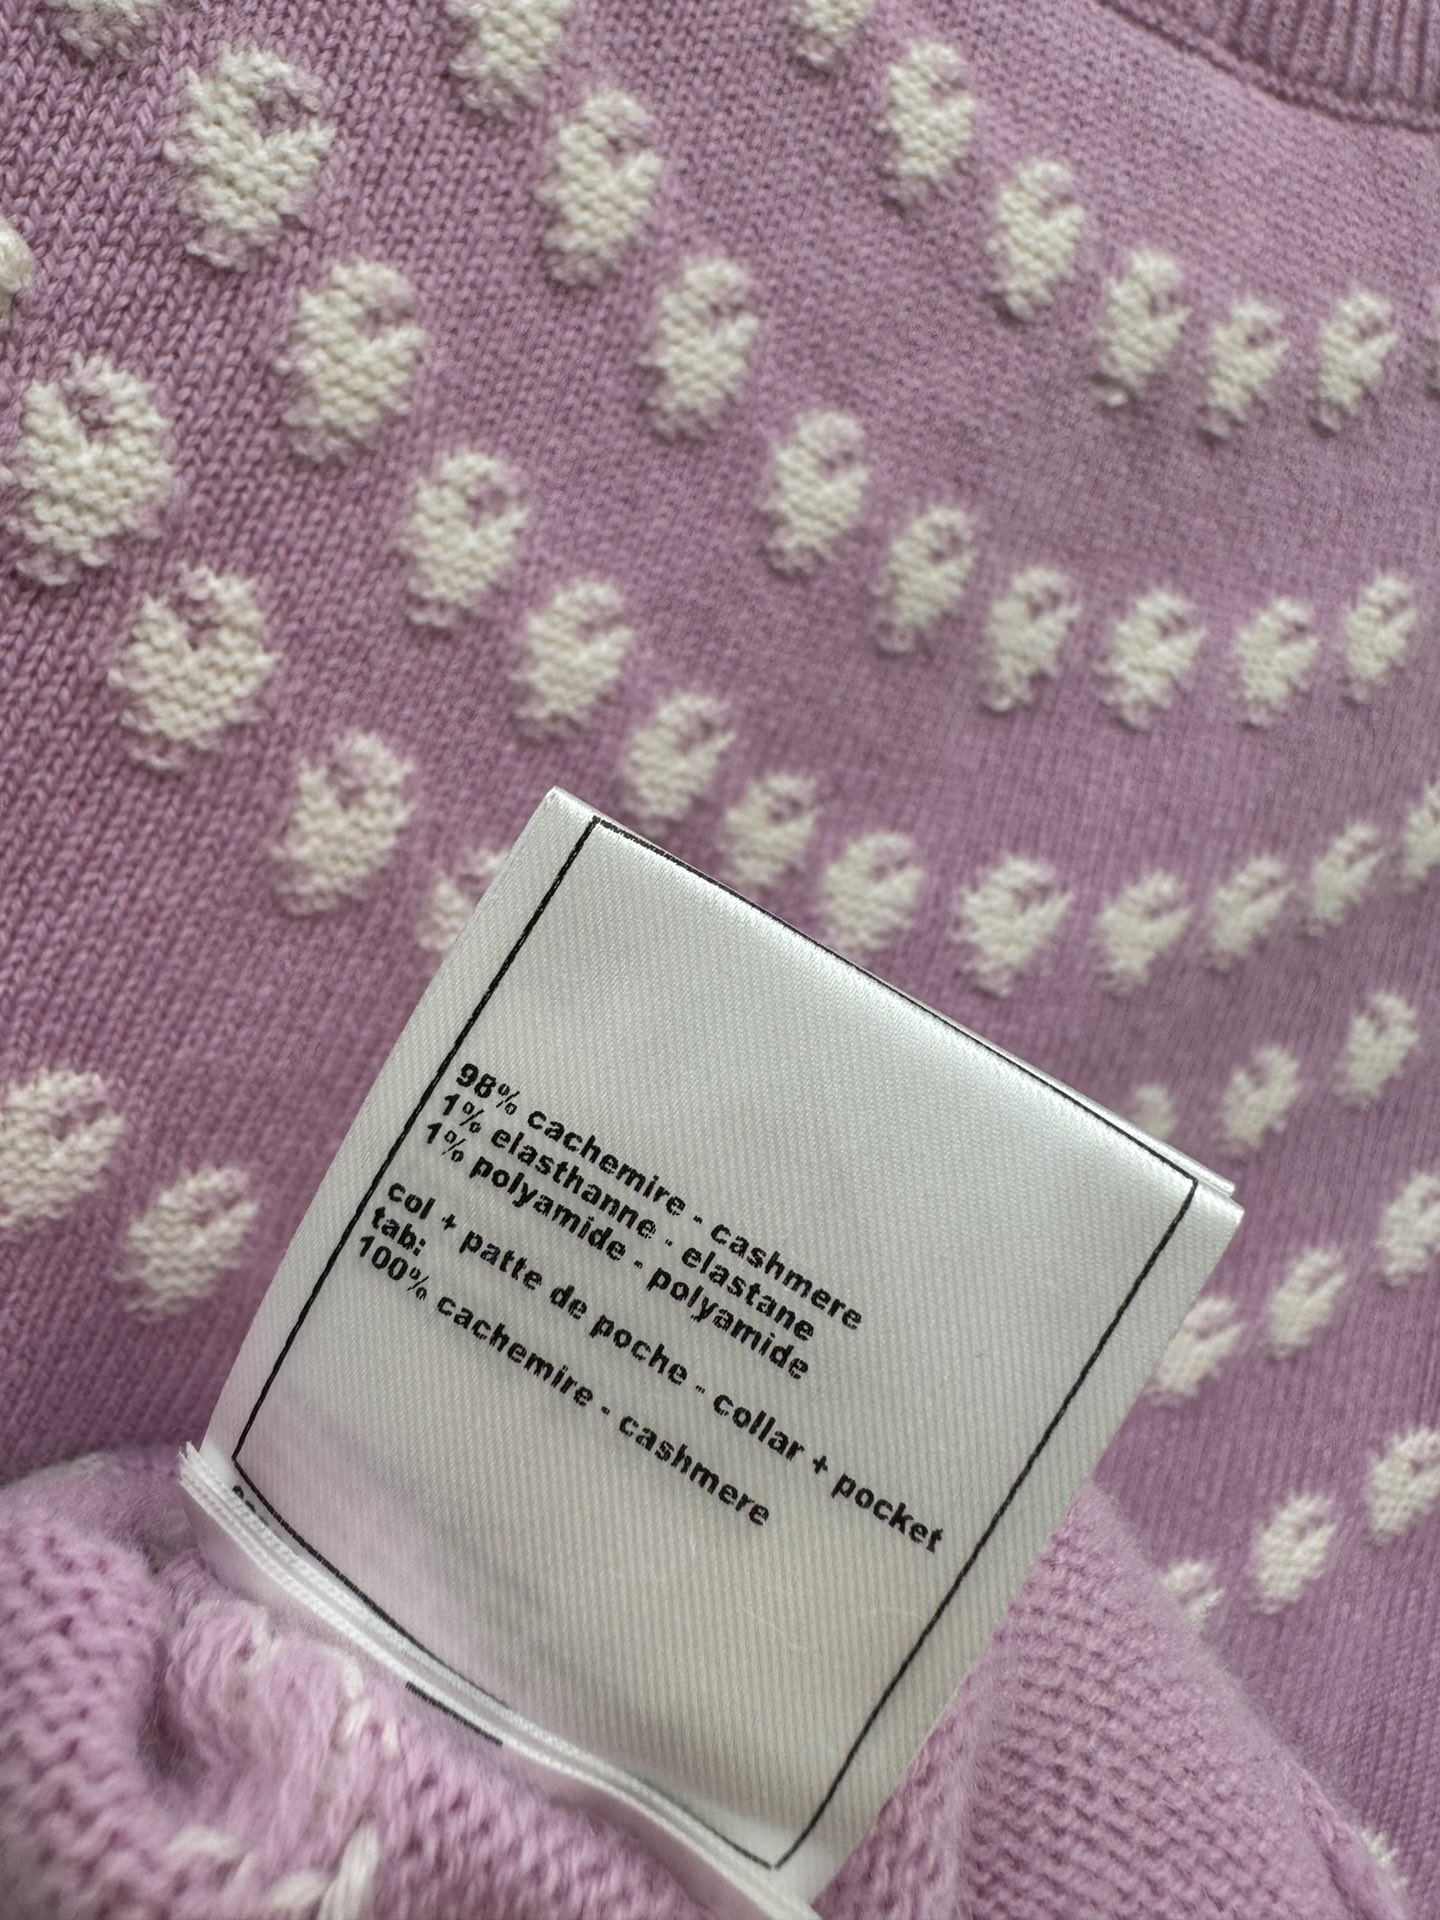 98% cachemire - cashmere
1% elasthanne - elastane
1% polyamide - polyamide
col + patte de poche - collar + pocket
tab:
100% cachemire - cashmere